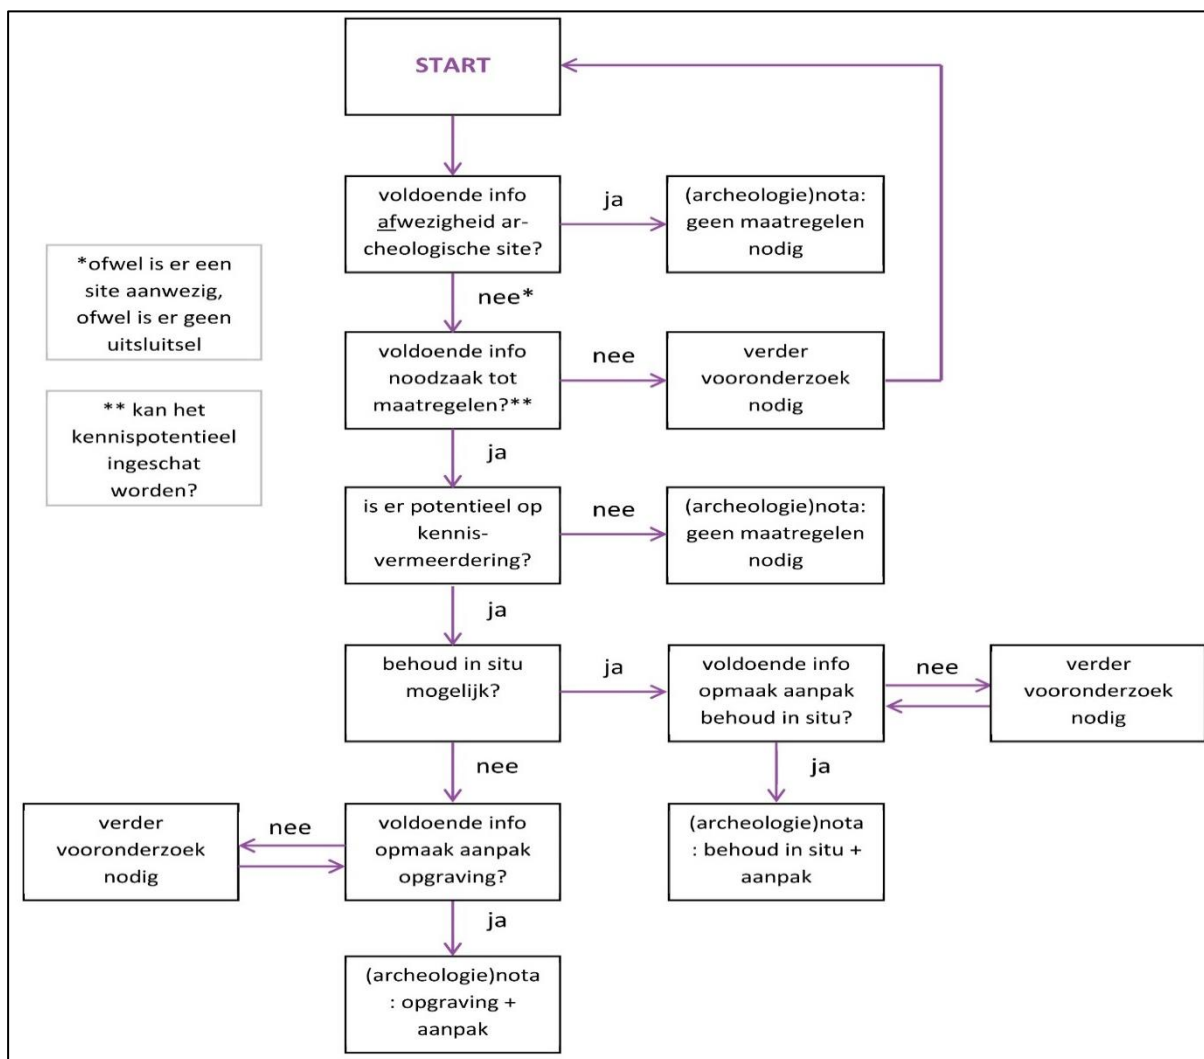 START
voldoende info
afwezigheid ar-
cheologische site?
ja
(archeologie)nota:
geen maatregelen
nodig
*ofwel is er een
site aanwezig,
ofwel is er geen
uitsluitsel
nee*
voldoende info
noodzaak tot
maatregelen?**
nee
verder
vooronderzoek
nodig
** kan het
kennispotentieel
ingeschat
worden?
ja
is er potentieel op
kennis-
vermeerdering?
nee
(archeologie)nota:
geen maatregelen
nodig
ja
behoud in situ
mogelijk?
ja
voldoende info
opmaak aanpak
behoud in situ?
nee
verder
vooronderzoek
nodig
nee
ja
verder
vooronderzoek
nodig
nee
voldoende info
opmaak aanpak
opgraving?
(archeologie)nota
: behoud in situ +
aanpak
ja
(archeologie)nota
: opgraving +
aanpak